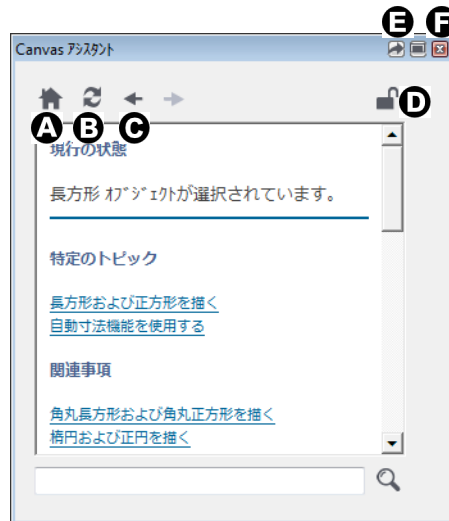 E F
Canvas ｱｼｽﾀﾝﾄ
D
A B C
現行の状態
長方形 ｵﾌﾞｼﾞｪｸﾄが選択されています。
特定のトピック
長方形および正方形を描く
自動寸法機能を使用する
関連事項
角丸長方形および角丸正方形を描く
楕円および正円を描く